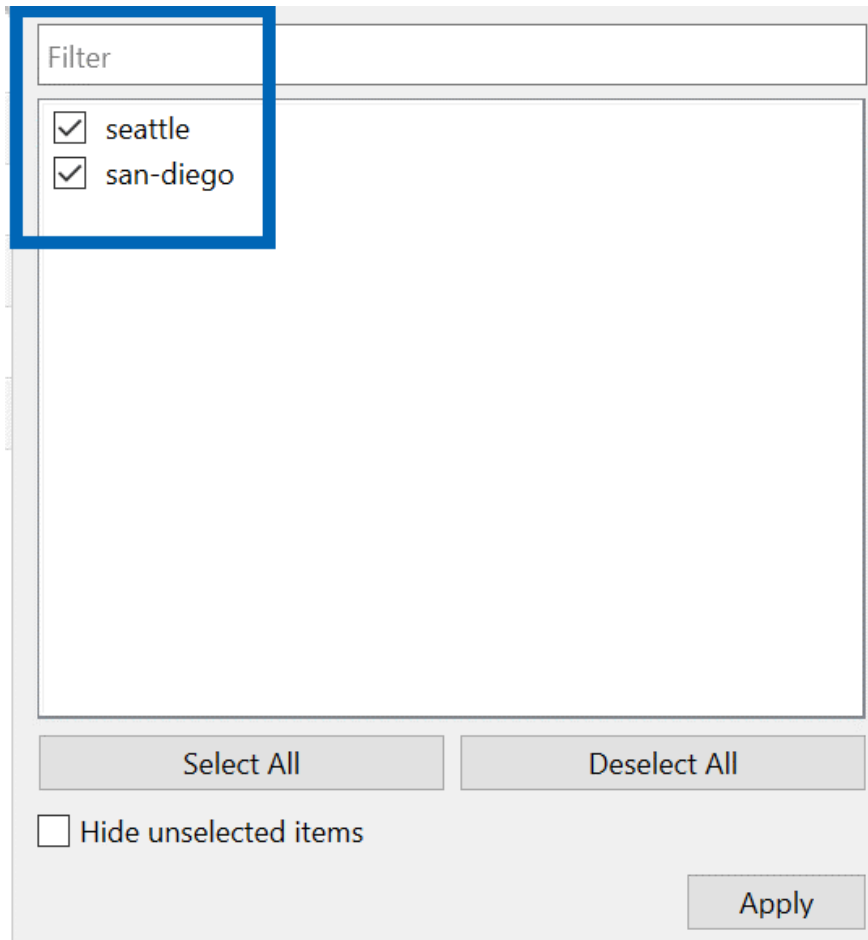 Filter
seattle
san-diego
Select All Deselect All
Hide unselected items
Apply